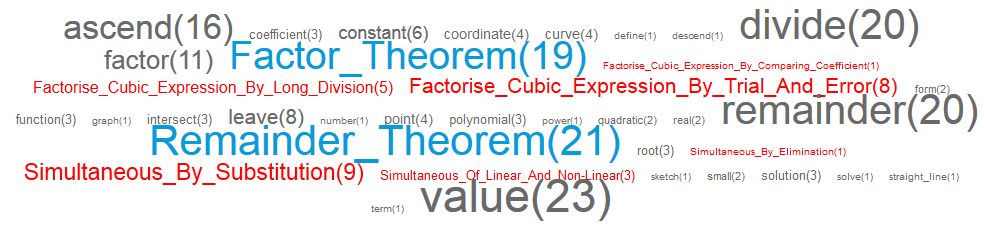 ascend(16) coefficient(3) constant(6) coordinate(4) curve(4) define(1) descend(1) divide(20)
factor(11) Factor_Theorem(19) Factorise_Cubic_Expression_By_Comparing_Coefficient(1)
Factorise_Cubic_Expression_By_Long_Division(5) Factorise_Cubic_Expression_By_Trial_And_Error(8) form(2)
function(3) graph(1) intersect(3) leave(8) number(1) point(4) polynomial(3) power(1) quadratic(2) real(2) remainder(20)
Remainder_Theorem(21) root(3) Simultaneous_By_Elimination(1)
Simultaneous_By_Substitution(9) Simultaneous_Of_Linear_And_Non-Linear(3) sketch(1) small(2) solution(3) solve(1) straight_line(1)
term(1) value(23)